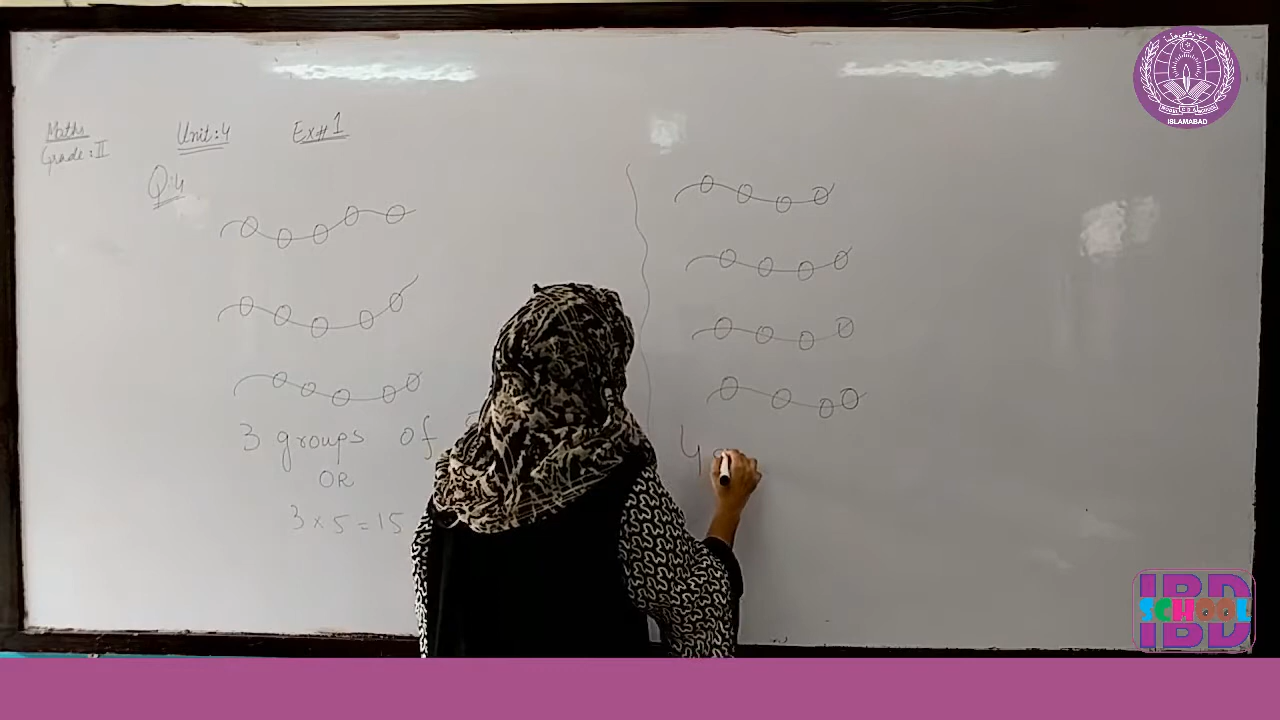 Maths
Grade: II
Unit: 4
Ex# 1
Q:4
3 groups of
OR
3 × 5 = 15
4
ISLAMABAD
IBD
SCHOOL
IBD